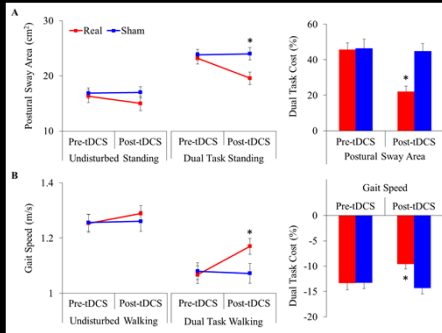 A
Real Sham
Postural Sway Area (cm²)
30
20
10
*
Pre-tDCS Post-tDCS Pre-tDCS Post-tDCS
Undisturbed Standing Dual Task Standing
Dual Task Cost (%)
60
40
20
0
*
Pre-tDCS Post-tDCS
Postural Sway Area
B
Gait Speed (m/s)
1.4
1.2
1
*
Pre-tDCS Post-tDCS Pre-tDCS Post-tDCS
Undisturbed Walking Dual Task Walking
Gait Speed
Pre-tDCS Post-tDCS
Dual Task Cost (%)
0
-5
-10
-15
-20
*